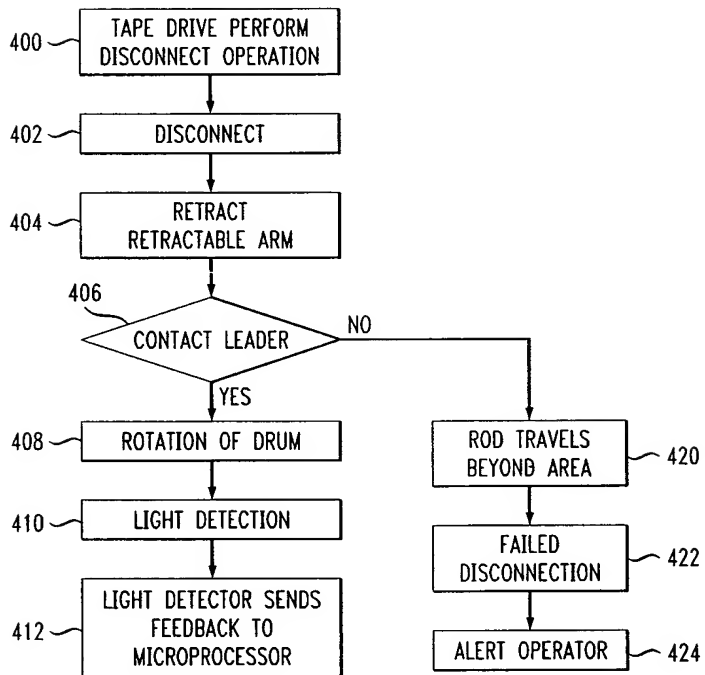 400
TAPE DRIVE PERFORM
DISCONNECT OPERATION
402
DISCONNECT
404
RETRACT
RETRACTABLE ARM
406
CONTACT LEADER
NO
YES
408
ROTATION OF DRUM
410
LIGHT DETECTION
412
LIGHT DETECTOR SENDS
FEEDBACK TO
MICROPROCESSOR
ROD TRAVELS
BEYOND AREA
420
FAILED
DISCONNECTION
422
ALERT OPERATOR
424